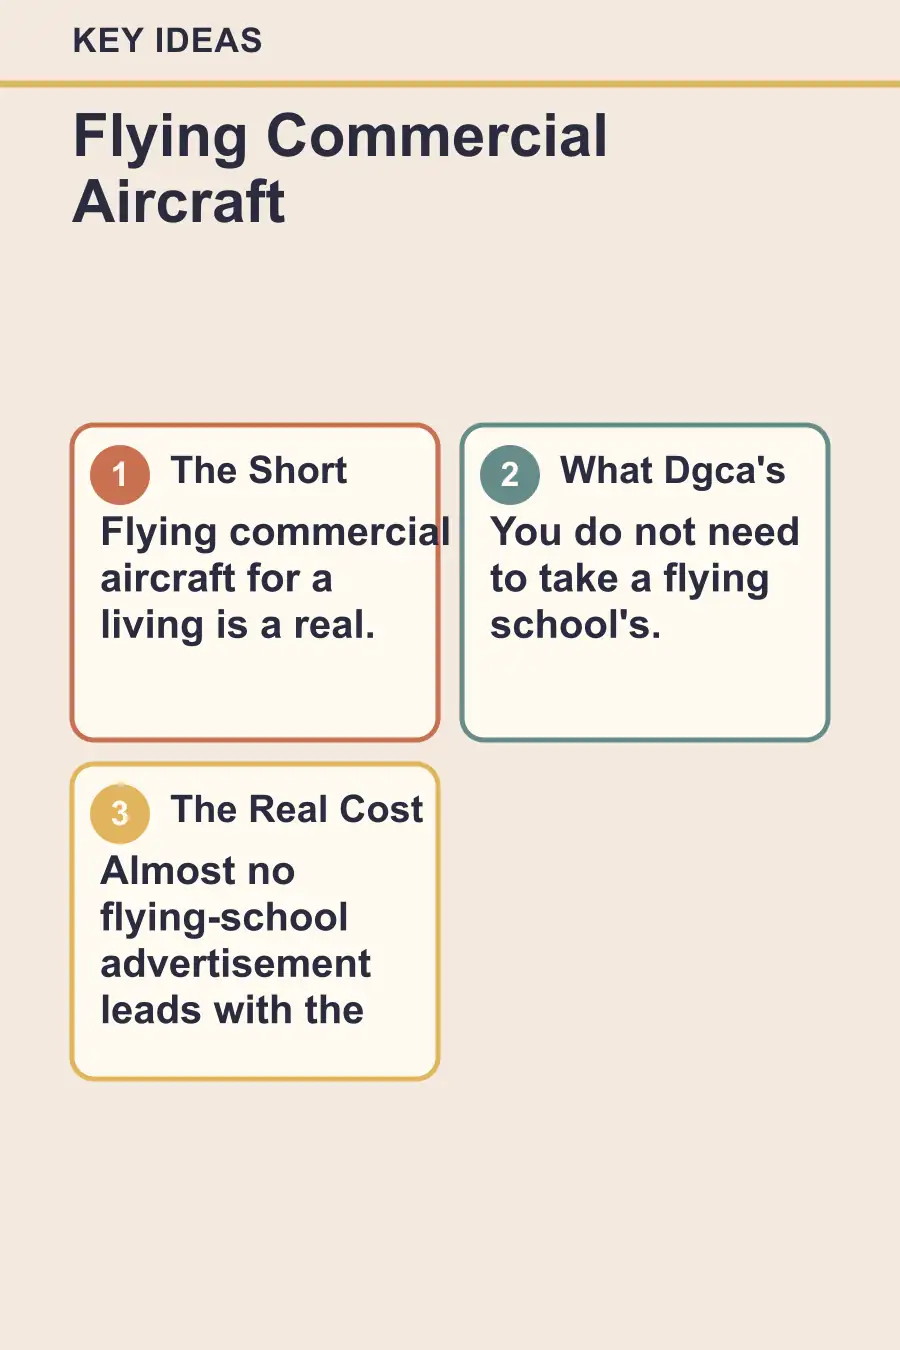 KEY IDEAS
Flying Commercial
Aircraft
1 The Short
Flying commercial
aircraft for a
living is a real.
2 What Dgca's
You do not need
to take a flying
school's.
3 The Real Cost
Almost no
flying-school
advertisement
leads with the